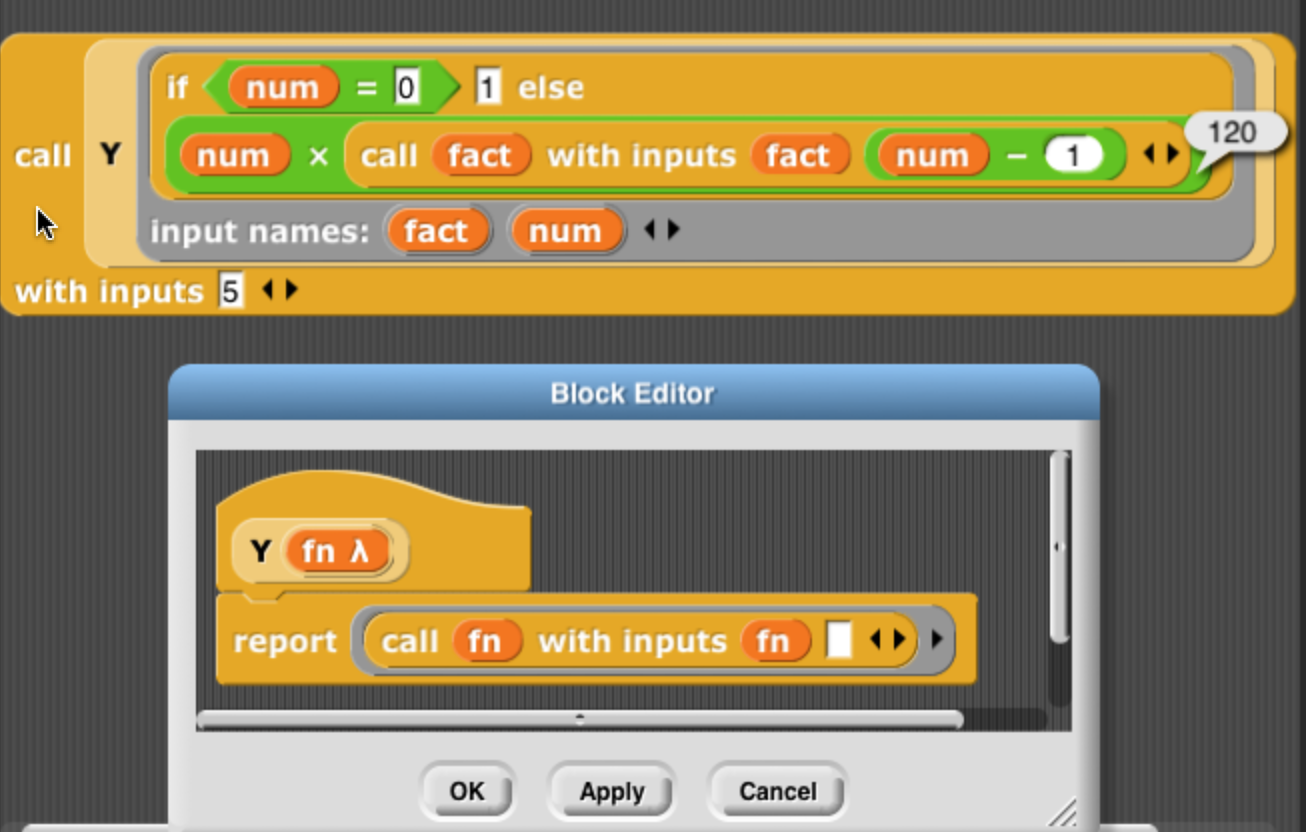 if num = 0 1 else
call Y num × call fact with inputs fact num − 1
120
input names: fact num
with inputs 5
Block Editor
Y fn λ
report call fn with inputs fn
OK Apply Cancel